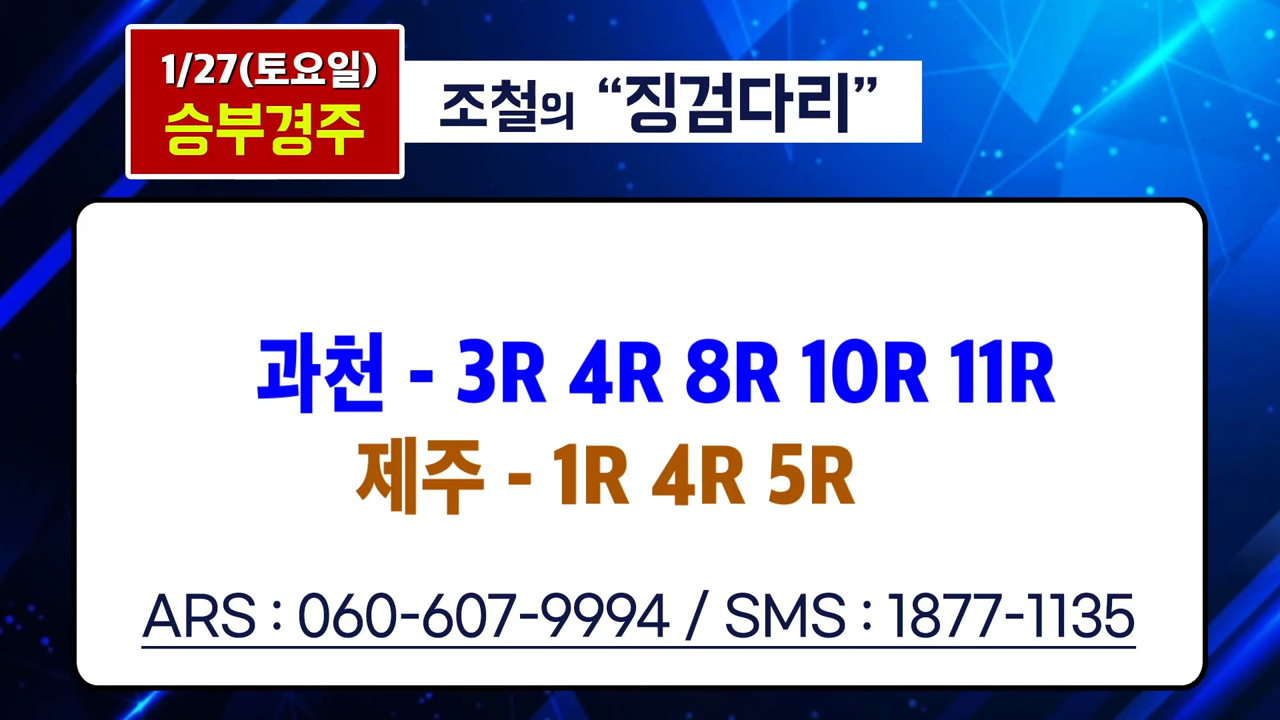 1/27(토요일)
승부경주
조철의 “징검다리”
과천 - 3R 4R 8R 10R 11R
제주 - 1R 4R 5R
ARS : 060-607-9994 / SMS : 1877-1135